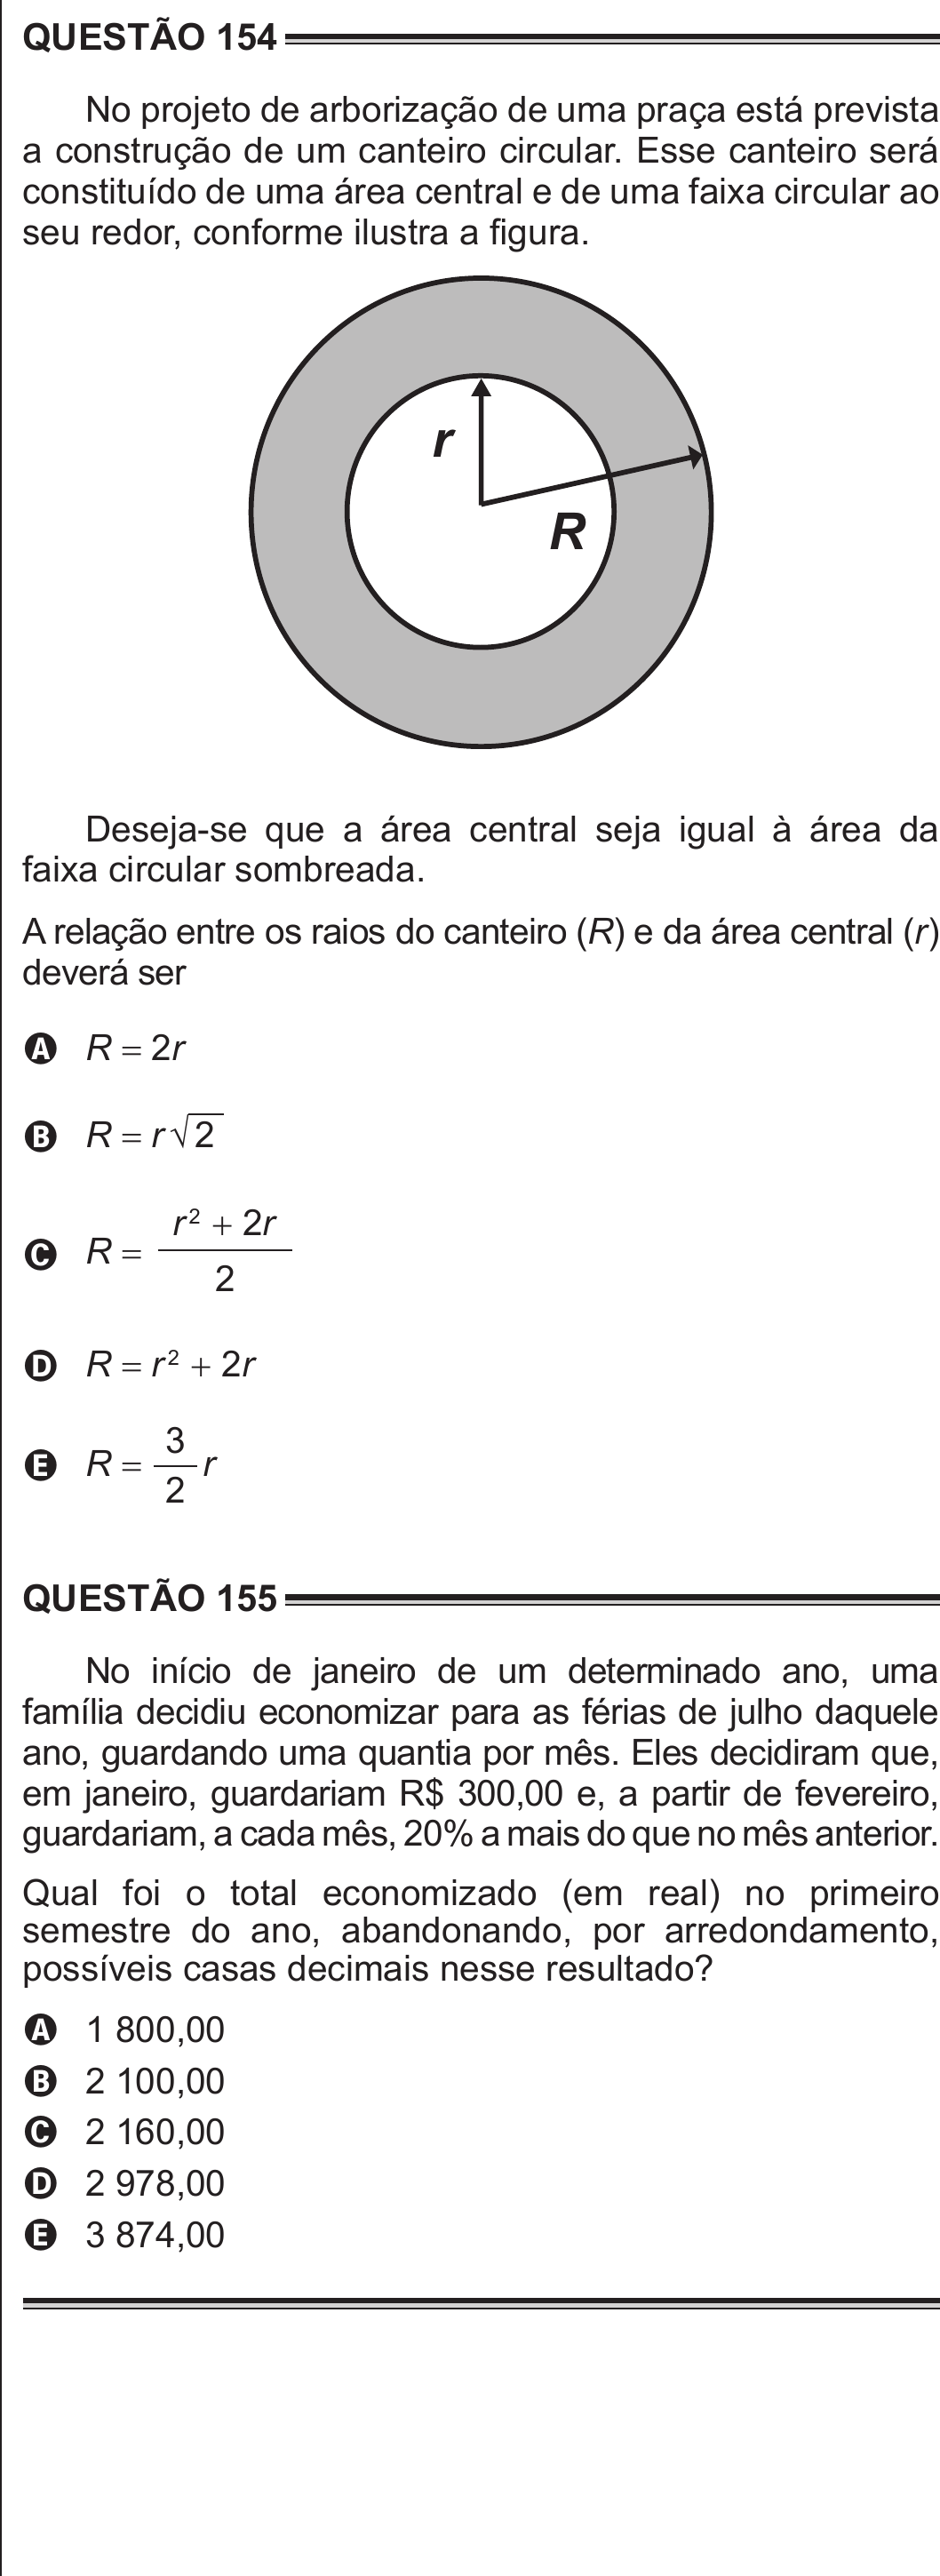 QUESTÃO 154
No projeto de arborização de uma praça está prevista
a construção de um canteiro circular. Esse canteiro será
constituído de uma área central e de uma faixa circular ao
seu redor, conforme ilustra a figura.
r
R
Deseja-se que a área central seja igual à área da
faixa circular sombreada.
A relação entre os raios do canteiro (R) e da área central (r)
deverá ser
A R = 2r
B R = r√2
C R = (r² + 2r)/2
D R = r² + 2r
E R = 3/2 r
QUESTÃO 155
No início de janeiro de um determinado ano, uma
família decidiu economizar para as férias de julho daquele
ano, guardando uma quantia por mês. Eles decidiram que,
em janeiro, guardariam R$ 300,00 e, a partir de fevereiro,
guardariam, a cada mês, 20% a mais do que no mês anterior.
Qual foi o total economizado (em real) no primeiro
semestre do ano, abandonando, por arredondamento,
possíveis casas decimais nesse resultado?
A 1 800,00
B 2 100,00
C 2 160,00
D 2 978,00
E 3 874,00